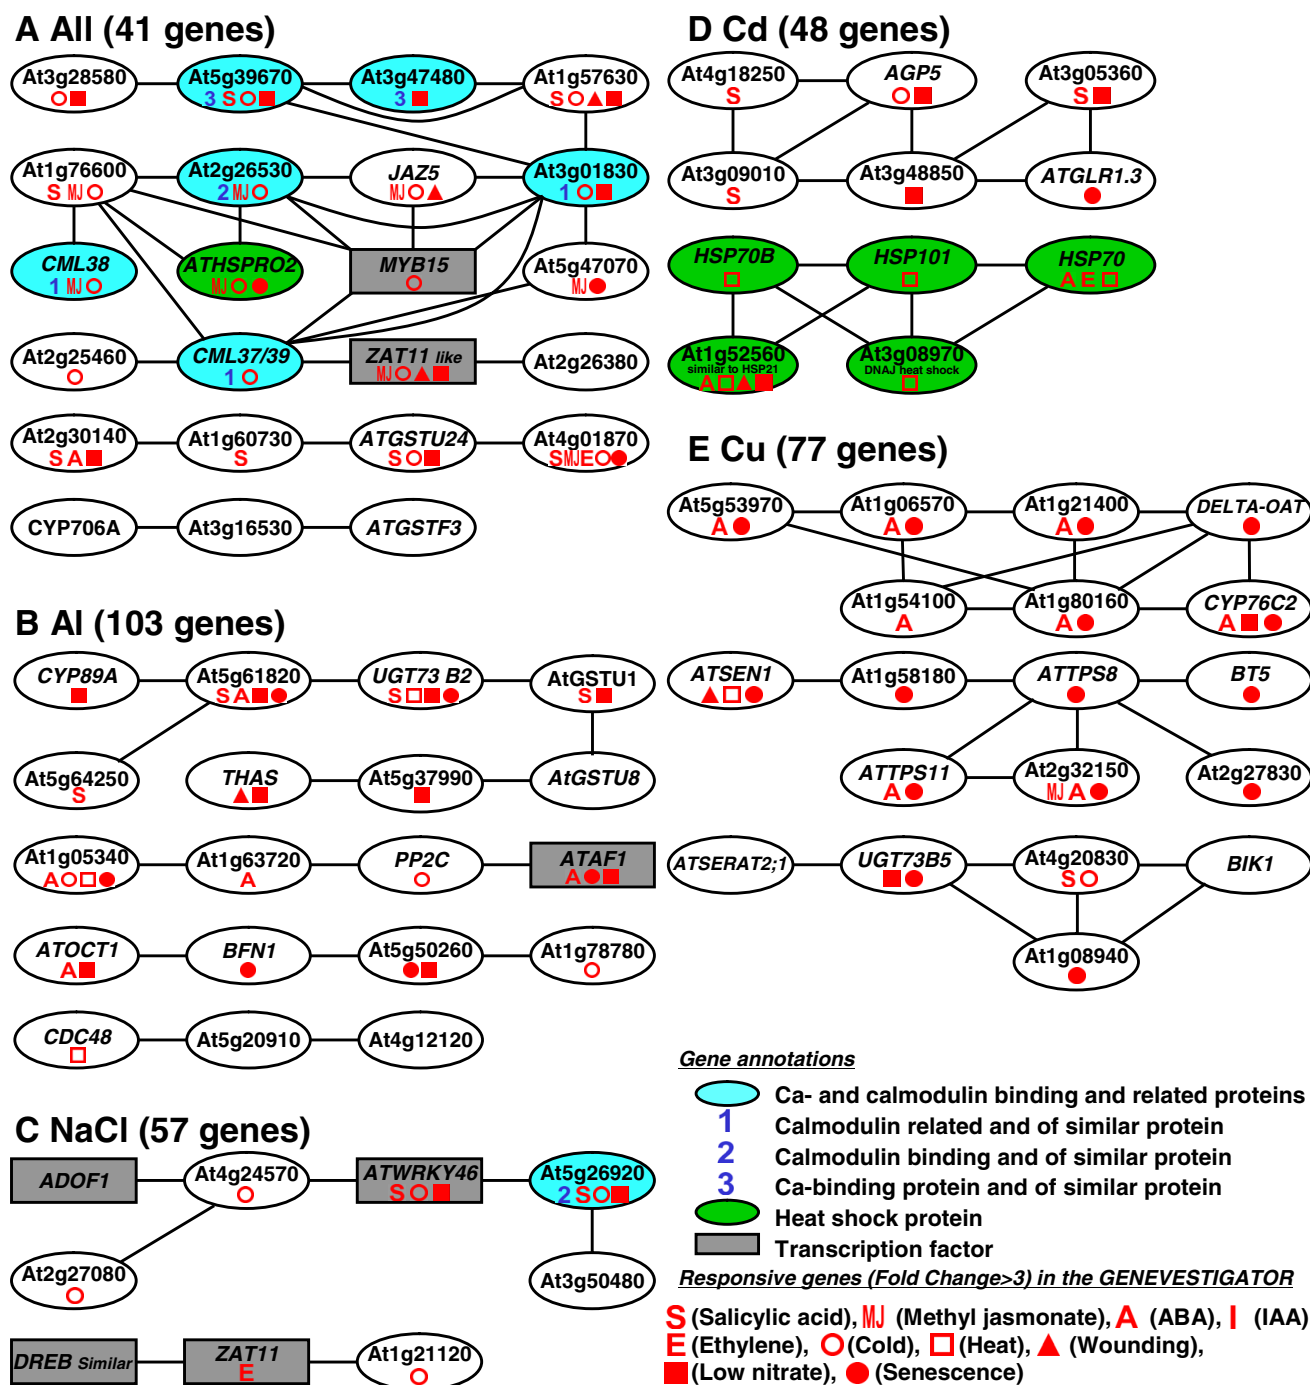 A All (41 genes)
At3g28580
At5g39670
3 S
At3g47480
3
At1g57630
S
At1g76600
S MJ
At2g26530
2 MJ
JAZ5
MJ
At3g01830
1
CML38
1 MJ
ATHSPRO2
MJ
MYB15
At5g47070
MJ
At2g25460
CML37/39
1
ZAT11 like
MJ
At2g26380
At2g30140
S A
At1g60730
S
ATGSTU24
S
At4g01870
S MJ E
CYP706A
At3g16530
ATGSTF3
B Al (103 genes)
CYP89A
At5g61820
S A
UGT73 B2
S
AtGSTU1
S
At5g64250
S
THAS
At5g37990
AtGSTU8
At1g05340
A
At1g63720
A
PP2C
ATAF1
A
ATOCT1
A
BFN1
At5g50260
At1g78780
CDC48
At5g20910
At4g12120
C NaCl (57 genes)
ADOF1
At4g24570
ATWRKY46
S
At5g26920
2 S
At2g27080
At3g50480
DREB Similar
ZAT11
E
At1g21120
D Cd (48 genes)
At4g18250
S
AGP5
At3g05360
S
At3g09010
S
At3g48850
ATGLR1.3
HSP70B
HSP101
HSP70
A E
At1g52560
similar to HSP21
A
At3g08970
DNAJ heat shock
E Cu (77 genes)
At5g53970
A
At1g06570
A
At1g21400
A
DELTA-OAT
At1g54100
A
At1g80160
A
CYP76C2
A
ATSEN1
At1g58180
ATTPS8
BT5
ATTPS11
A
At2g32150
MJ A
At2g27830
ATSERAT2;1
UGT73B5
At4g20830
S
BIK1
At1g08940
Gene annotations
Ca- and calmodulin binding and related proteins
1 Calmodulin related and of similar protein
2 Calmodulin binding and of similar protein
3 Ca-binding protein and of similar protein
Heat shock protein
Transcription factor
Responsive genes (Fold Change>3) in the GENEVESTIGATOR
S (Salicylic acid), MJ (Methyl jasmonate), A (ABA), I (IAA)
E (Ethylene), (Cold), (Heat), (Wounding),
(Low nitrate), (Senescence)